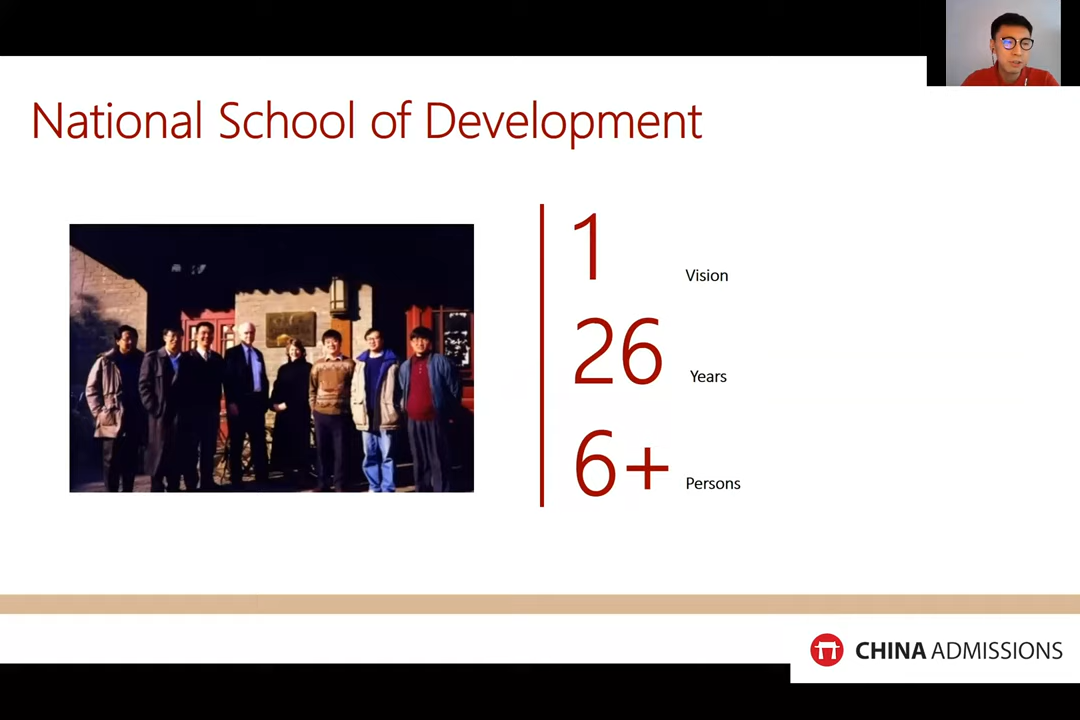 National School of Development
1
Vision
26
Years
6+
Persons
CHINA ADMISSIONS